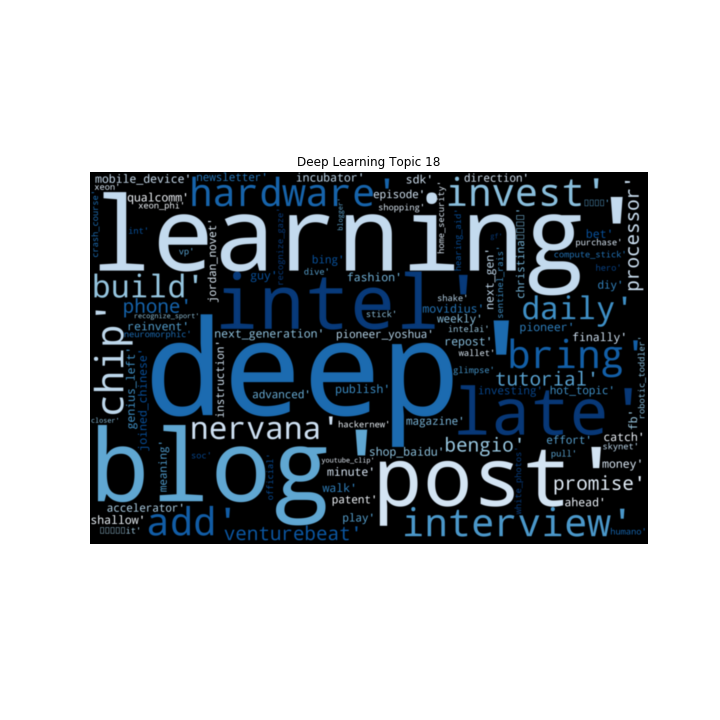 Deep Learning Topic 18
mobile_device'
newsletter'
incubator'
sdk'
direction'
xeon'
qualcomm'
xeon_phi'
hardware'
episode'
shopping'
invest'
processor'
crash_course'
int'
vp'
jordan_novet'
recognize_gaze'
blogger'
home_security'
hearing_aid'
bet'
purchase'
compute_stick'
learning'
bing'
dive'
guy'
fashion'
hero'
diy'
build'
intel'
next_gen'
sentinel_rais'
phone'
recognize_sport'
reinvent'
neuromorphic'
stick'
shake'
movidius'
weekly'
daily'
intelai'
pioneer'
next_generation'
pioneer_yoshua'
repost'
wallet'
finally'
chip'
genius_left'
joined_chinese'
instruction'
deep'
bring'
glimpse'
tutorial'
robotic_toddler'
advanced'
publish'
investing'
hot_topic'
late'
closer'
nervana'
hackernew'
magazine'
fb'
blog'
meaning'
soc'
official'
youtube_clip'
shop_baidu'
bengio'
effort'
pull'
catch'
skynet'
minute'
money'
walk'
patent'
post'
white_photos'
promise'
accelerator'
ahead'
shallow'
add'
play'
interview'
venturebeat'
humano'